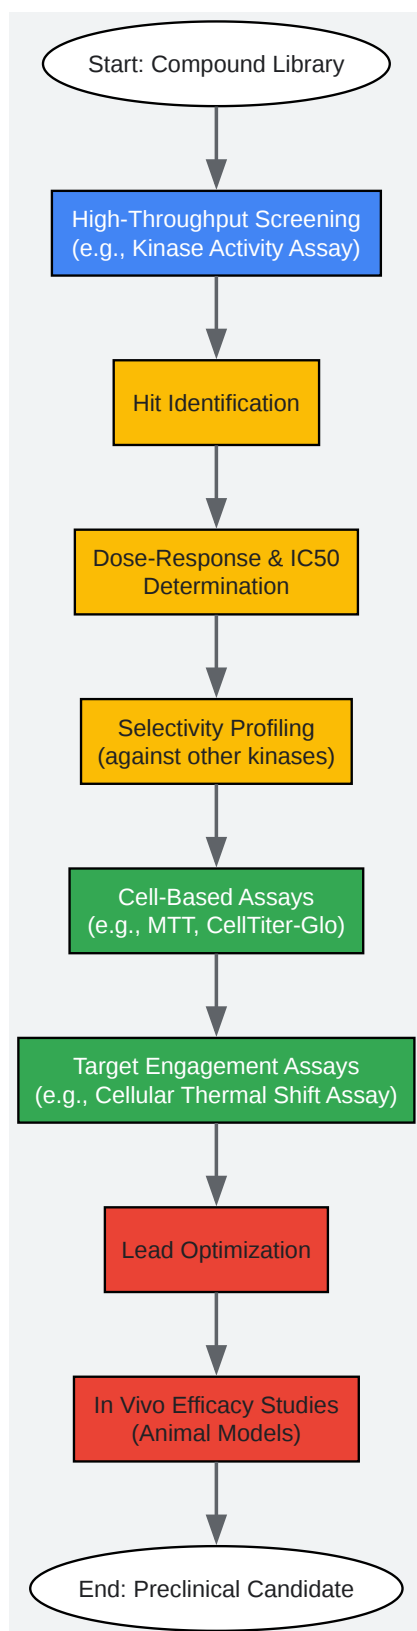 Start: Compound Library
High-Throughput Screening
(e.g., Kinase Activity Assay)
Hit Identification
Dose-Response & IC50
Determination
Selectivity Profiling
(against other kinases)
Cell-Based Assays
(e.g., MTT, CellTiter-Glo)
Target Engagement Assays
(e.g., Cellular Thermal Shift Assay)
Lead Optimization
In Vivo Efficacy Studies
(Animal Models)
End: Preclinical Candidate